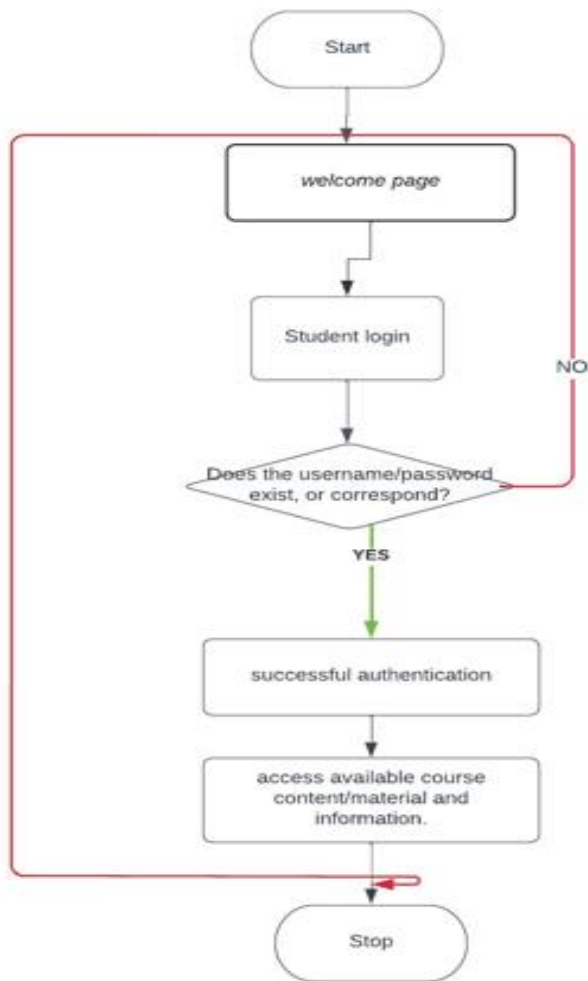 Start
welcome page
Student login
NO
Does the username/password
exist, or correspond?
YES
successful authentication
access available course
content/material and
information.
Stop